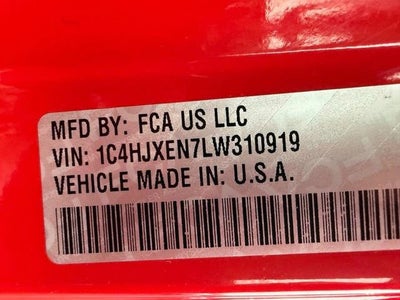 MFD BY: FCA US LLC
VIN: 1C4HJXEN7LW310919
VEHICLE MADE IN: U.S.A.